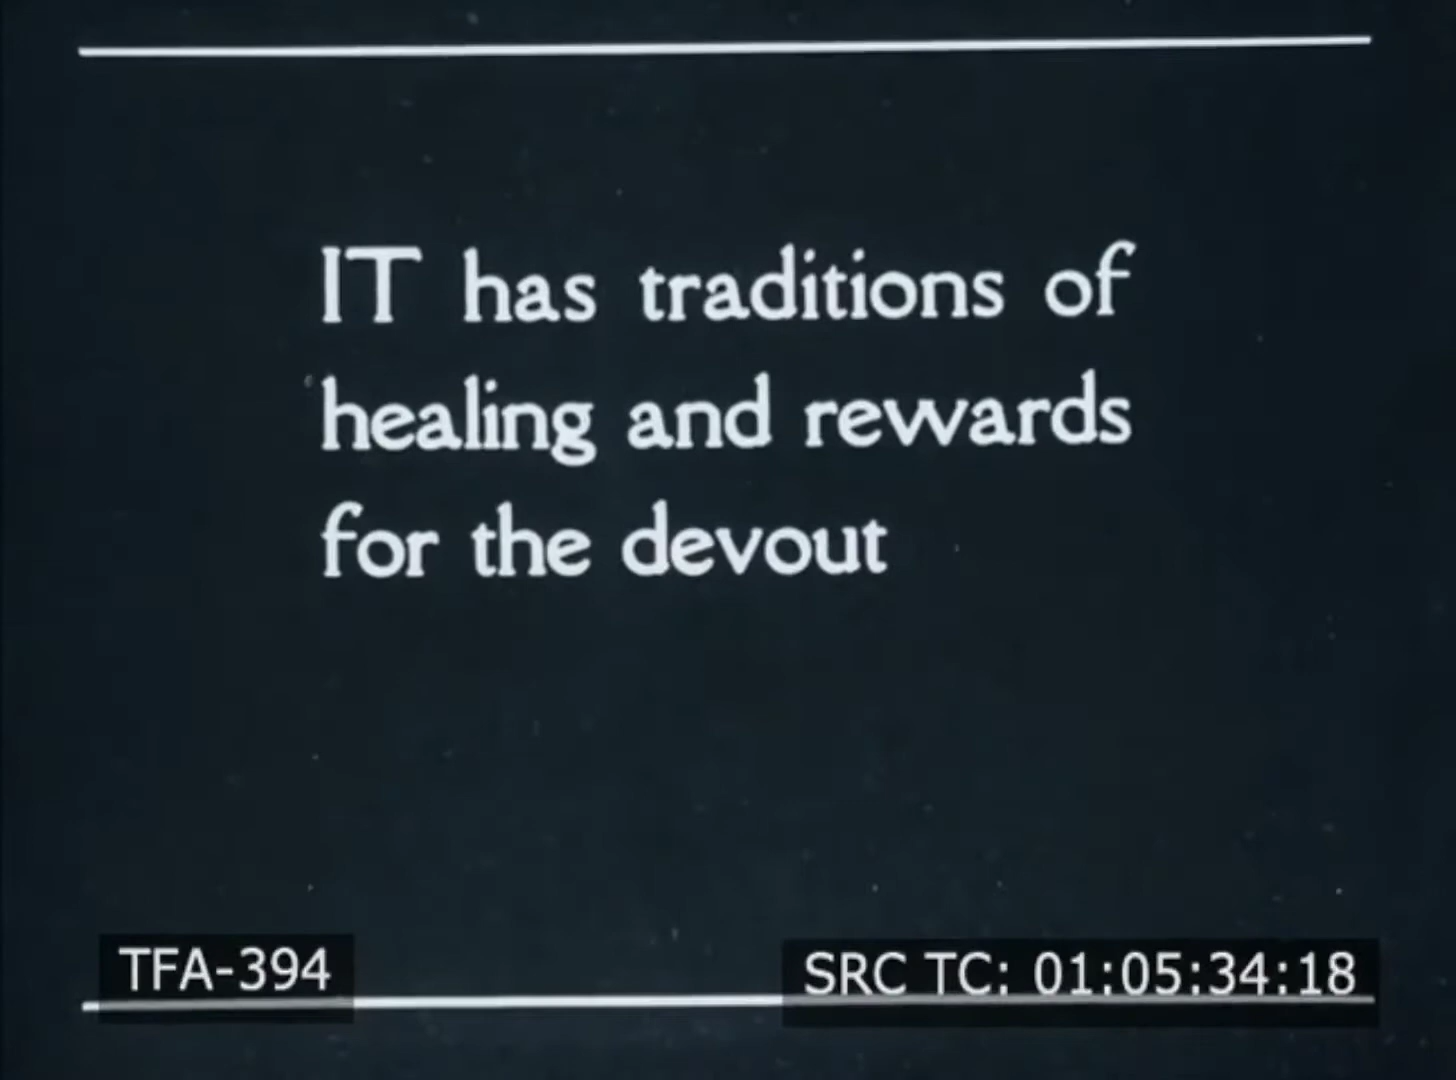 IT has traditions of
healing and rewards
for the devout
TFA-394
SRC TC: 01:05:34:18